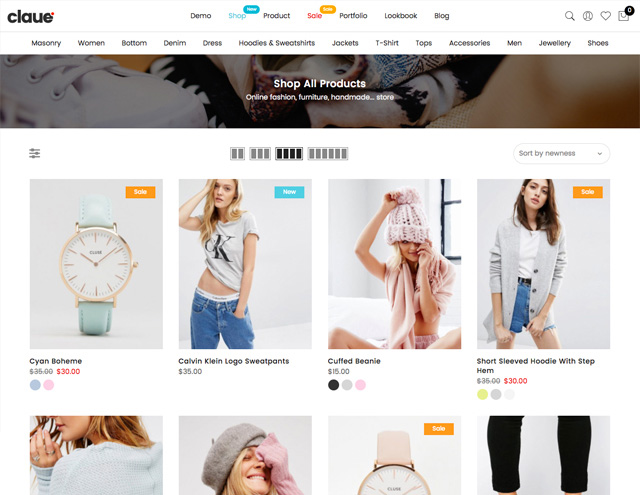 claue
Demo
New
Shop
Product
Sale
Sale
Portfolio
Lookbook
Blog
0
Masonry
Women
Bottom
Denim
Dress
Hoodies & Sweatshirts
Jackets
T-Shirt
Tops
Accessories
Men
Jewellery
Shoes
Shop All Products
Online fashion, furniture, handmade... store
Sort by newness
Sale
CLUSE
New
CK
Sale
Cyan Boheme
$35.00 $30.00
Calvin Klein Logo Sweatpants
$35.00
Cuffed Beanie
$15.00
Short Sleeved Hoodie With Step
Hem
$35.00 $30.00
Sale